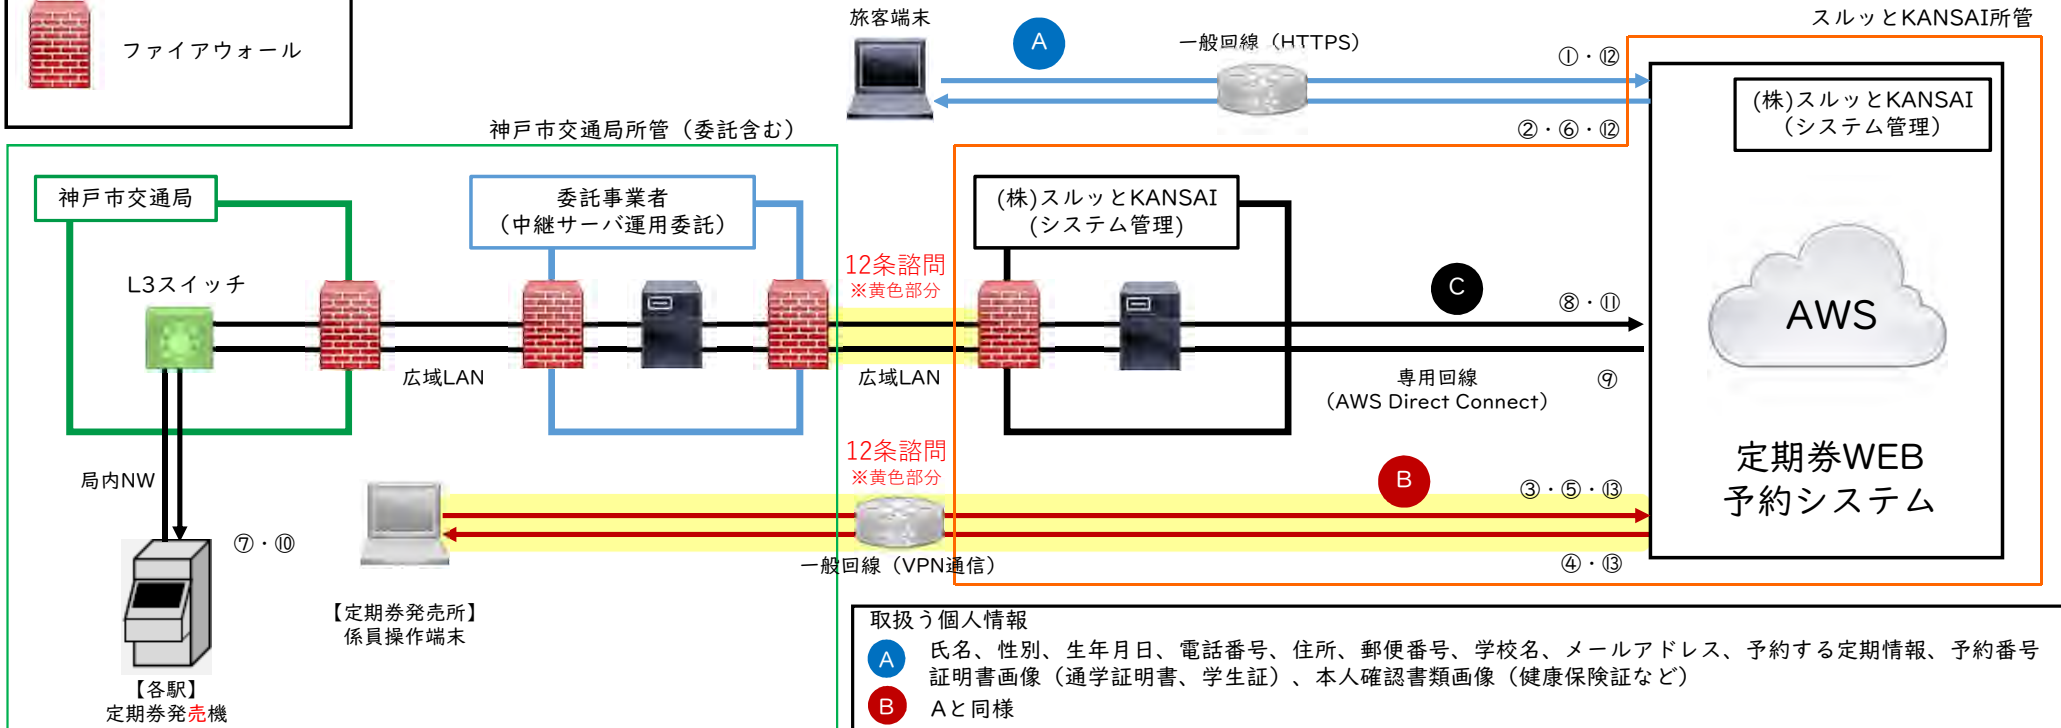 ファイアウォール
旅客端末
A
一般回線（HTTPS）
①・⑫
②・⑥・⑫
スルッとKANSAI所管
(株)スルッとKANSAI
（システム管理）
神戸市交通局所管（委託含む）
神戸市交通局
委託事業者
（中継サーバ運用委託）
(株)スルッとKANSAI
(システム管理)
L3スイッチ
12条諮問
※黄色部分
C
⑧・⑪
AWS
広域LAN
広域LAN
専用回線
（AWS Direct Connect）
⑨
12条諮問
※黄色部分
B
③・⑤・⑬
定期券WEB
予約システム
局内NW
⑦・⑩
一般回線（VPN通信）
④・⑬
【定期券発売所】
係員操作端末
【各駅】
定期券発売機
取扱う個人情報
A 氏名、性別、生年月日、電話番号、住所、郵便番号、学校名、メールアドレス、予約する定期情報、予約番号
証明書画像（通学証明書、学生証）、本人確認書類画像（健康保険証など）
B Aと同様